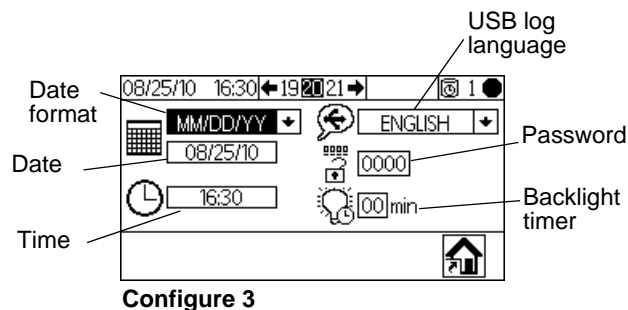 USB log
language
Date
format
08/25/10 16:30 19 20 21 1
MM/DD/YY
ENGLISH
Date
08/25/10
Password
0000
Time
16:30
Backlight
timer
00 min
Configure 3